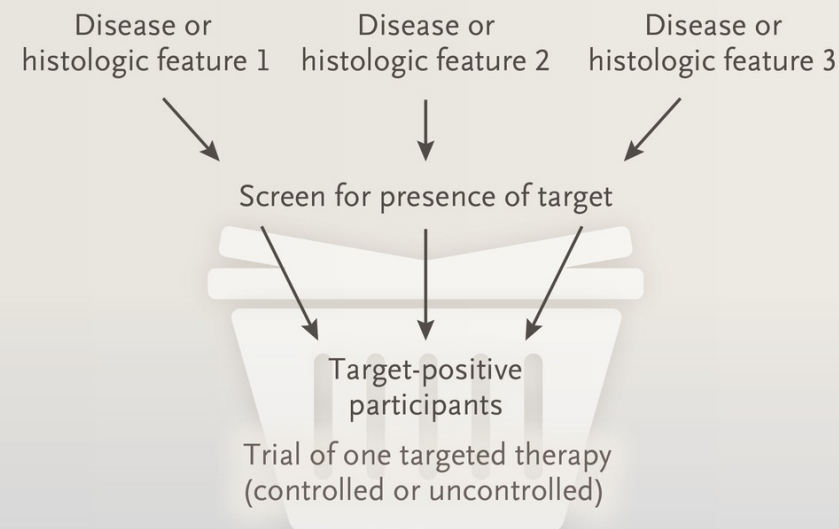 Disease or
histologic feature 1
Disease or
histologic feature 2
Disease or
histologic feature 3
Screen for presence of target
Target-positive
participants
Trial of one targeted therapy
(controlled or uncontrolled)